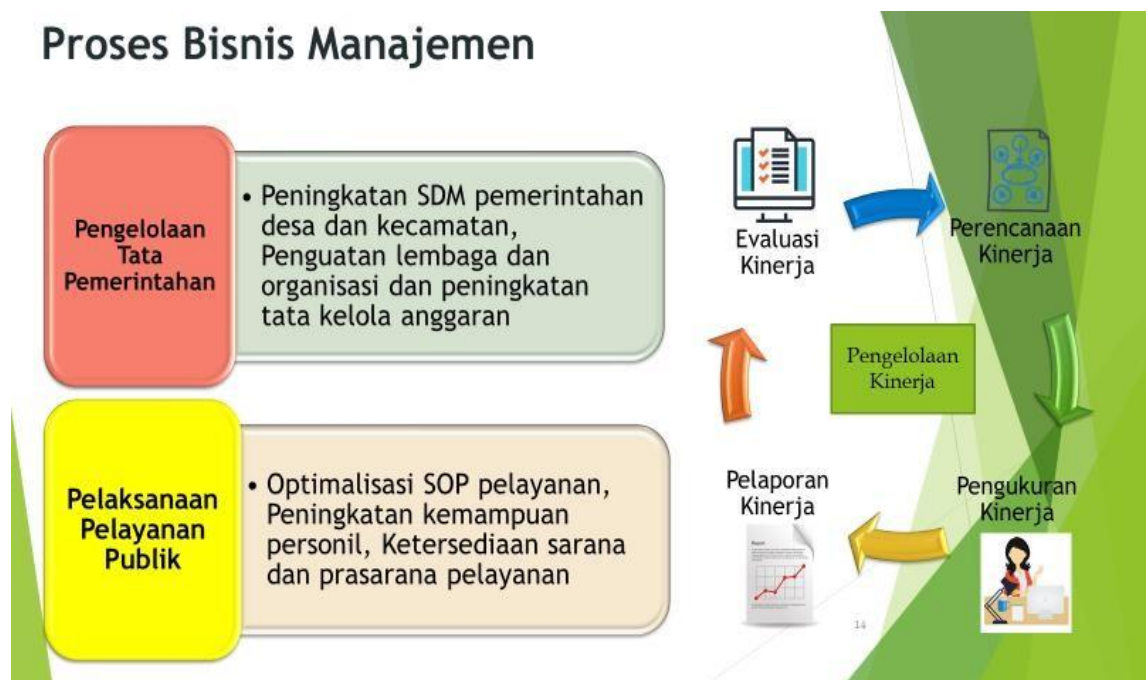 Proses Bisnis Manajemen
Pengelolaan
Tata
Pemerintahan
• Peningkatan SDM pemerintahan
desa dan kecamatan,
Penguatan lembaga dan
organisasi dan peningkatan
tata kelola anggaran
Pelaksanaan
Pelayanan
Publik
• Optimalisasi SOP pelayanan,
Peningkatan kemampuan
personil, Ketersediaan sarana
dan prasarana pelayanan
Evaluasi
Kinerja
Perencanaan
Kinerja
Pengelolaan
Kinerja
Pelaporan
Kinerja
Pengukuran
Kinerja
14